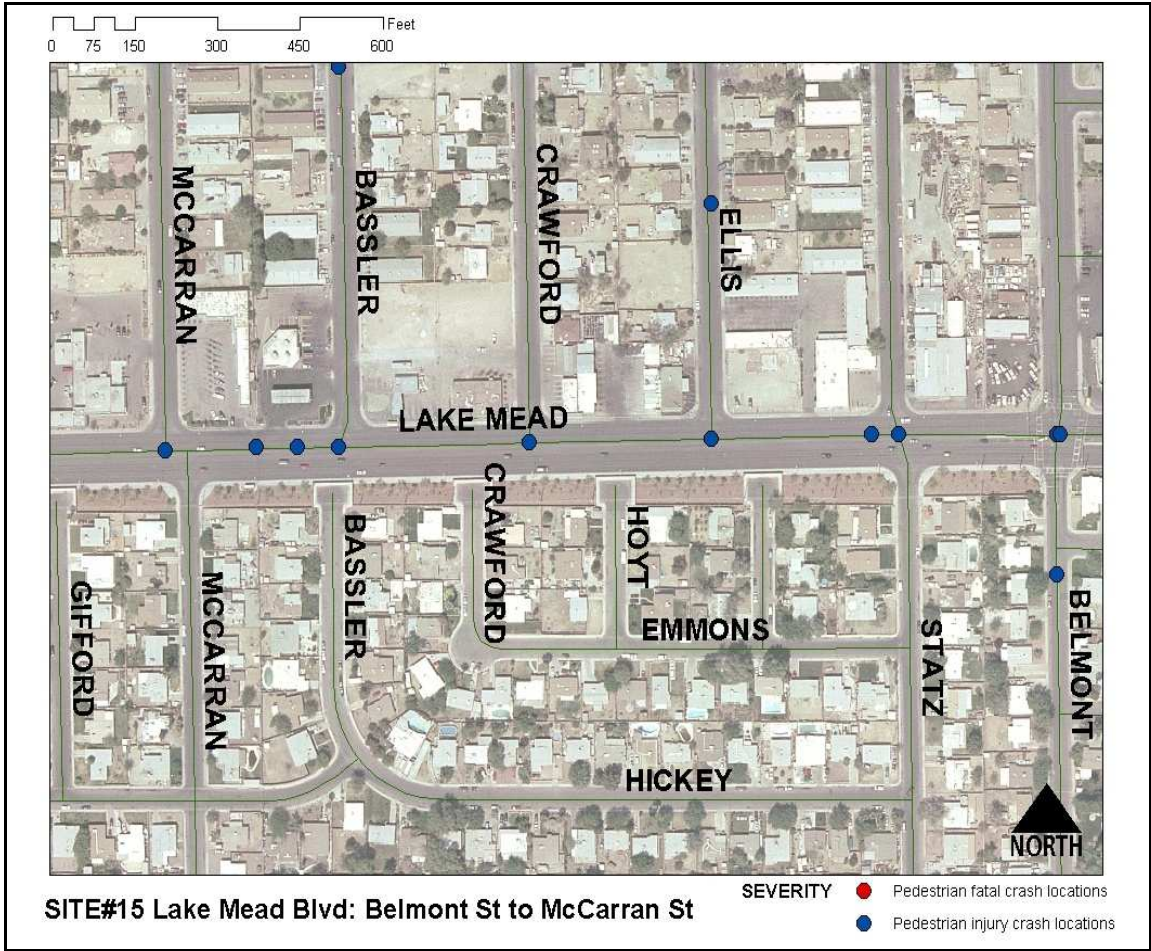 Feet
0 75 150 300 450 600
MCCARRAN
BASSLER
CRAWFORD
ELLIS
LAKE MEAD
GIFFORD
MCCARRAN
BASSLER
CRAWFORD
HOYT
EMMONS
STATZ
BELMONT
HICKEY
NORTH
SITE#15 Lake Mead Blvd: Belmont St to McCarran St
SEVERITY
Pedestrian fatal crash locations
Pedestrian injury crash locations